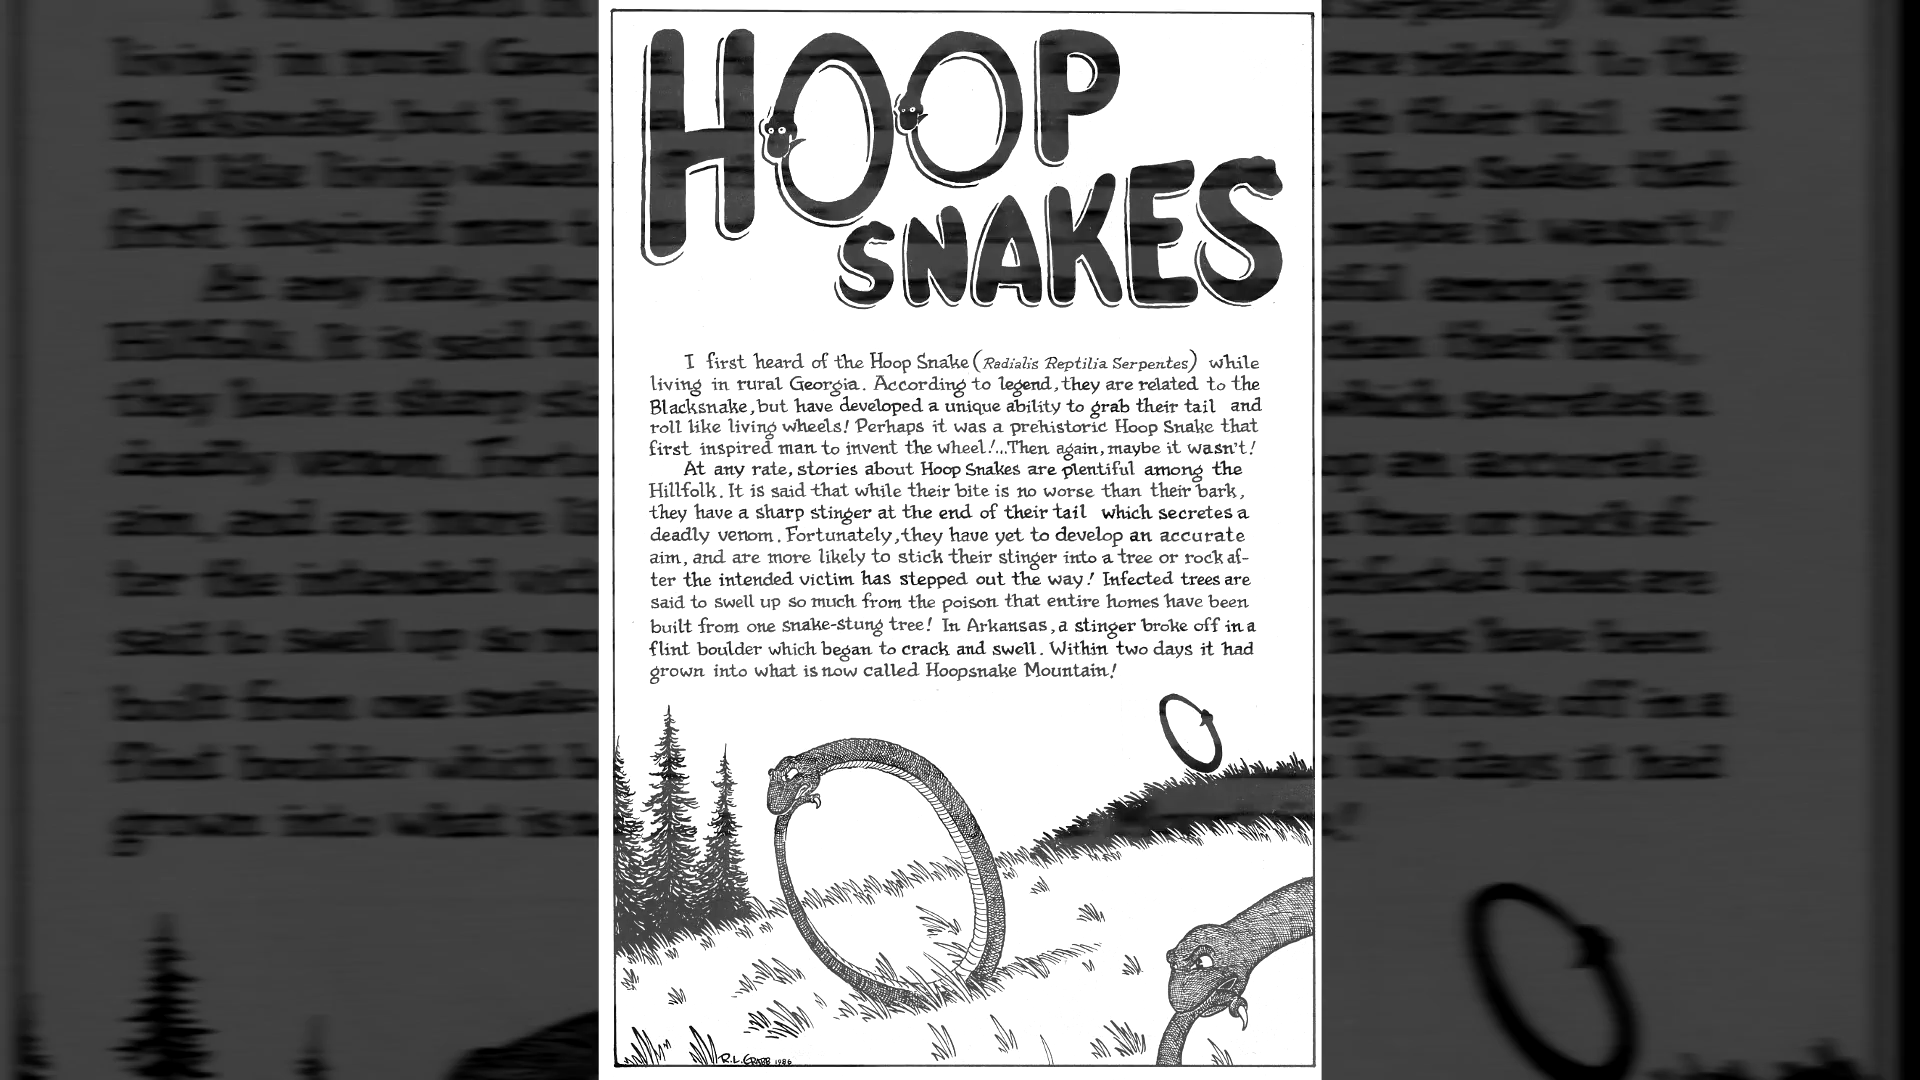 HOOP
SNAKES
I first heard of the Hoop Snake (Radialis Reptilia Serpentes) while
living in rural Georgia. According to legend, they are related to the
Blacksnake, but have developed a unique ability to grab their tail and
roll like living wheels! Perhaps it was a prehistoric Hoop Snake that
first inspired man to invent the wheel!...Then again, maybe it wasn't!
At any rate, stories about Hoop Snakes are plentiful among the
Hillfolk. It is said that while their bite is no worse than their bark,
they have a sharp stinger at the end of their tail which secretes a
deadly venom. Fortunately, they have yet to develop an accurate
aim, and are more likely to stick their stinger into a tree or rock af-
ter the intended victim has stepped out the way! Infected trees are
said to swell up so much from the poison that entire homes have been
built from one snake-stung tree! In Arkansas, a stinger broke off in a
flint boulder which began to crack and swell. Within two days it had
grown into what is now called Hoopsnake Mountain!
R.L. CRABB 1986